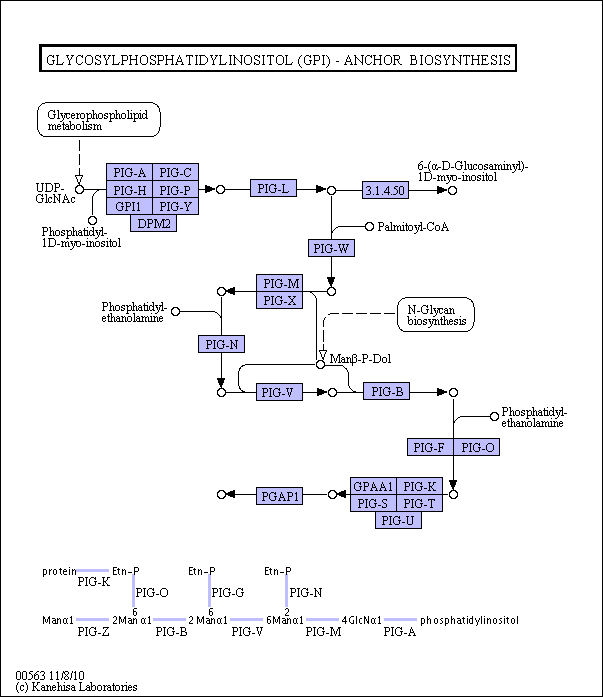 GLYCOSYLPHOSPHATIDYLINOSITOL (GPI) - ANCHOR BIOSYNTHESIS
Glycerophospholipid
metabolism
UDP-
GlcNAc
Phosphatidyl-
1D-myo-inositol
PIG-A PIG-C
PIG-H PIG-P
GPI1 PIG-Y
DPM2
PIG-L
3.1.4.50
6-(α-D-Glucosaminyl)-
1D-myo-inositol
Palmitoyl-CoA
PIG-W
PIG-M
PIG-X
Phosphatidyl-
ethanolamine
N-Glycan
biosynthesis
PIG-N
Manβ-P-Dol
PIG-V
PIG-B
Phosphatidyl-
ethanolamine
PIG-F PIG-O
GPAA1 PIG-K
PIG-S PIG-T
PIG-U
PGAP1
protein Etn-P Etn-P Etn-P
PIG-K PIG-O PIG-G PIG-N
6 6 2
Manα1 2Manα1 2 Manα1 6Manα1 4GlcNα1 phosphatidylinositol
PIG-Z PIG-B PIG-V PIG-M PIG-A
00563 11/8/10
(c) Kanehisa Laboratories